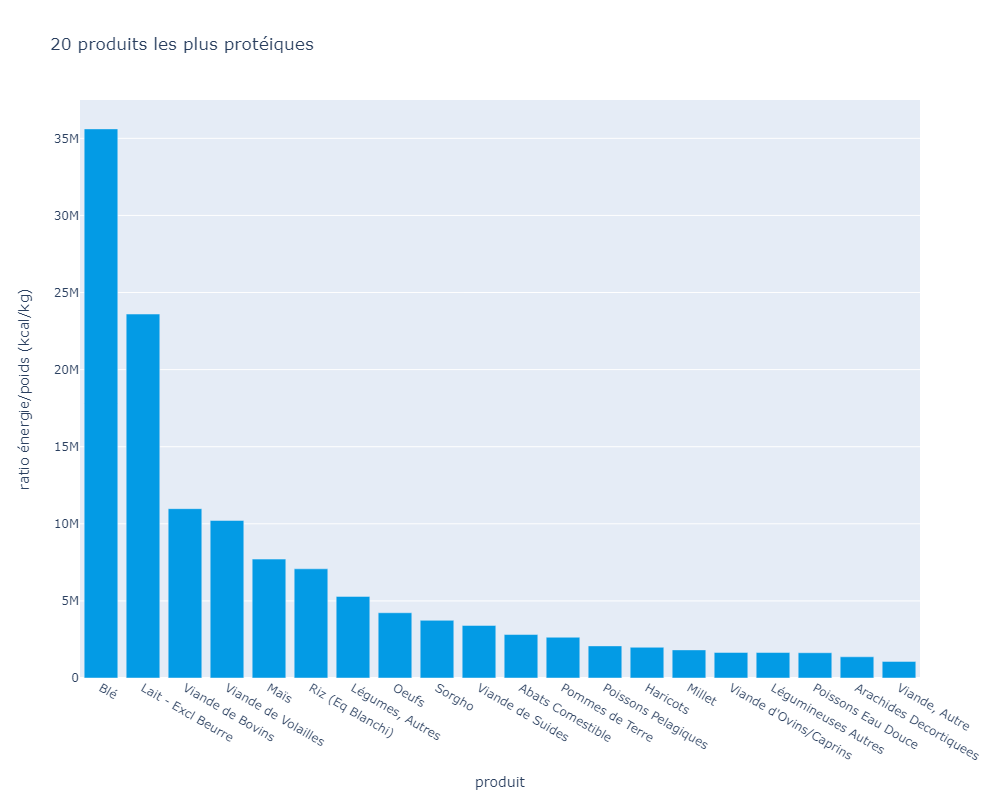 20 produits les plus protéiques
ratio énergie/poids (kcal/kg)
35M
30M
25M
20M
15M
10M
5M
0
Blé
Lait - Excl Beurre
Viande de Bovins
Viande de Volailles
Maïs
Riz (Eq Blanchi)
Légumes, Autres
Oeufs
Sorgho
Viande de Suides
Abats Comestible
Pommes de Terre
Poissons Pelagiques
Haricots
Millet
Viande d'Ovins/Caprins
Légumineuses Autres
Poissons Eau Douce
Arachides Decortiquees
Viande, Autre
produit